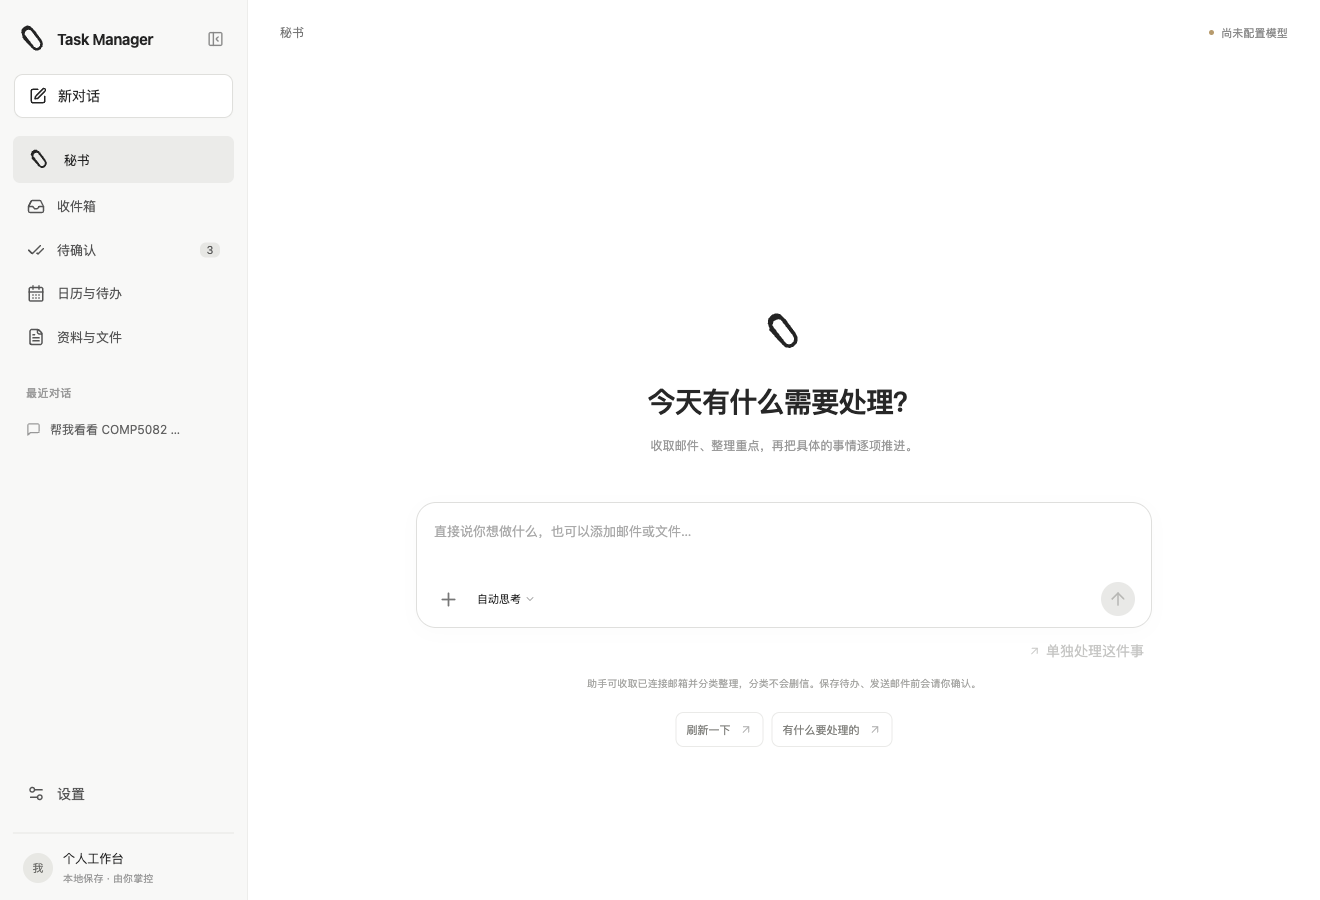 Task Manager
新对话
秘书
收件箱
待确认 3
日历与待办
资料与文件
最近对话
帮我看看 COMP5082 ...
设置
我
个人工作台
本地保存 · 由你掌控
秘书
尚未配置模型
今天有什么需要处理?
收取邮件、整理重点，再把具体的事情逐项推进。
直接说你想做什么，也可以添加邮件或文件...
自动思考
单独处理这件事
助手可收取已连接邮箱并分类整理，分类不会删信。保存待办、发送邮件前会请你确认。
刷新一下
有什么要处理的